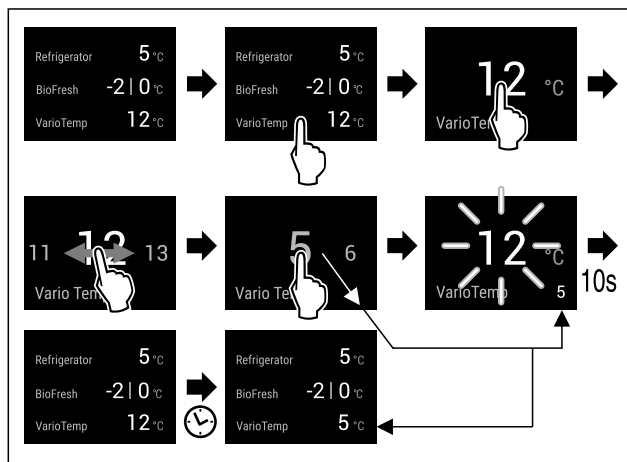 Refrigerator 5 °C
BioFresh -2 | 0 °C
VarioTemp 12 °C
Refrigerator 5 °C
BioFresh -2 | 0 °C
VarioTemp 12 °C
12 °C
VarioTemp
11 12 13
Vario Tem
5 6
Vario Te
12 °C
VarioTemp 5
10s
Refrigerator 5 °C
BioFresh -2 | 0 °C
VarioTemp 12 °C
Refrigerator 5 °C
BioFresh -2 | 0 °C
VarioTemp 5 °C